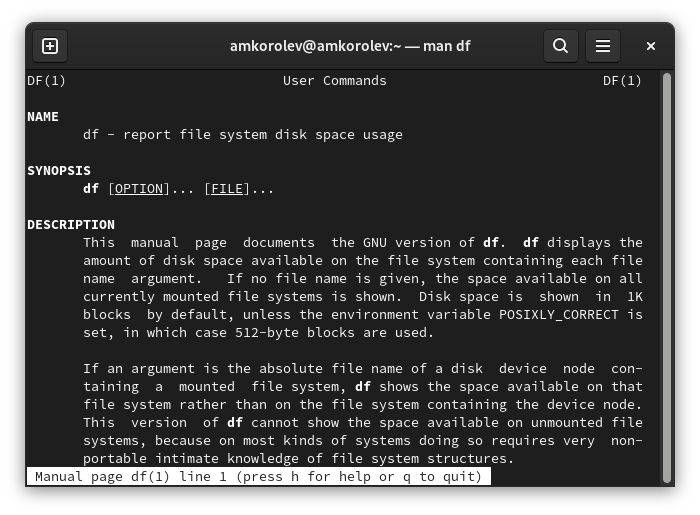 amkorolev@amkorolev:~ — man df
DF(1) User Commands DF(1)
NAME
df - report file system disk space usage
SYNOPSIS
df [OPTION]... [FILE]...
DESCRIPTION
This manual page documents the GNU version of df. df displays the
amount of disk space available on the file system containing each file
name argument. If no file name is given, the space available on all
currently mounted file systems is shown. Disk space is shown in 1K
blocks by default, unless the environment variable POSIXLY_CORRECT is
set, in which case 512-byte blocks are used.
If an argument is the absolute file name of a disk device node con-
taining a mounted file system, df shows the space available on that
file system rather than on the file system containing the device node.
This version of df cannot show the space available on unmounted file
systems, because on most kinds of systems doing so requires very non-
portable intimate knowledge of file system structures.
Manual page df(1) line 1 (press h for help or q to quit)